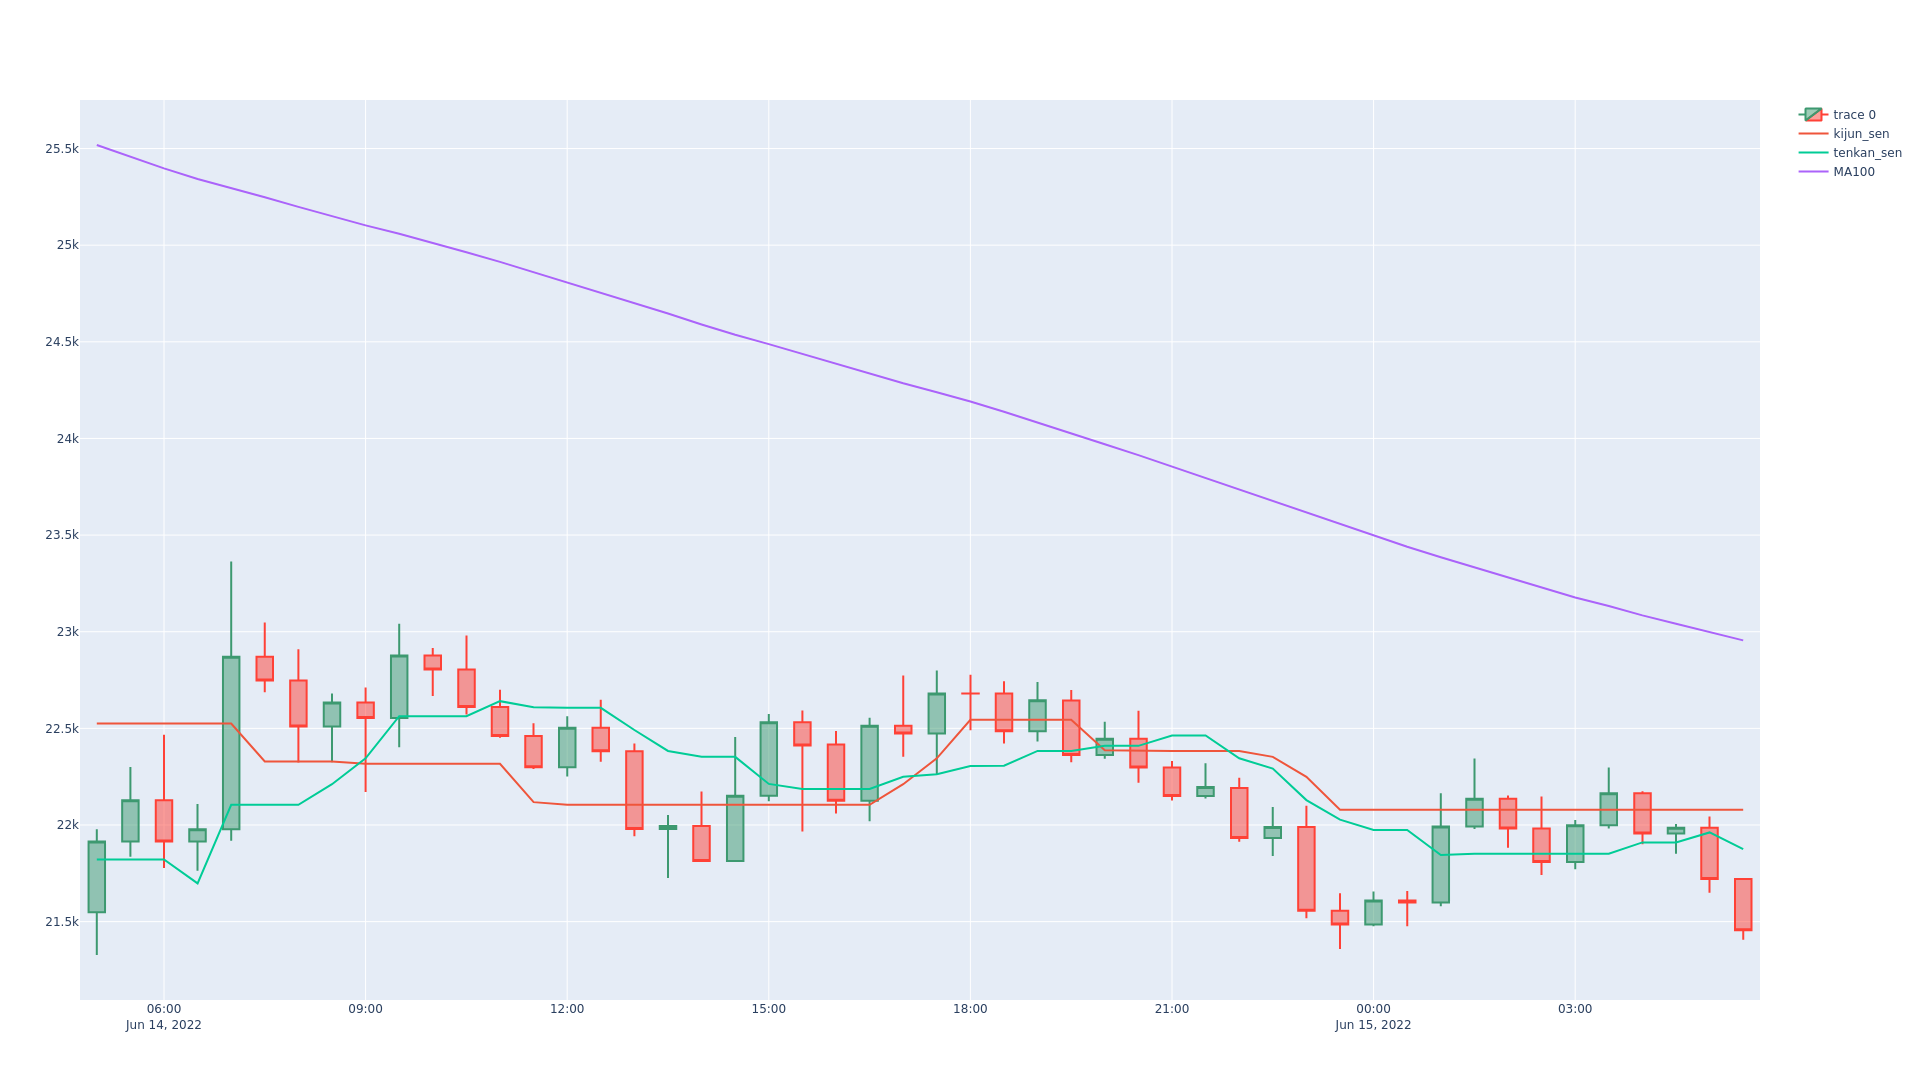 trace 0
kijun_sen
tenkan_sen
MA100
25.5k
25k
24.5k
24k
23.5k
23k
22.5k
22k
21.5k
06:00 09:00 12:00 15:00 18:00 21:00 00:00 03:00
Jun 14, 2022 Jun 15, 2022